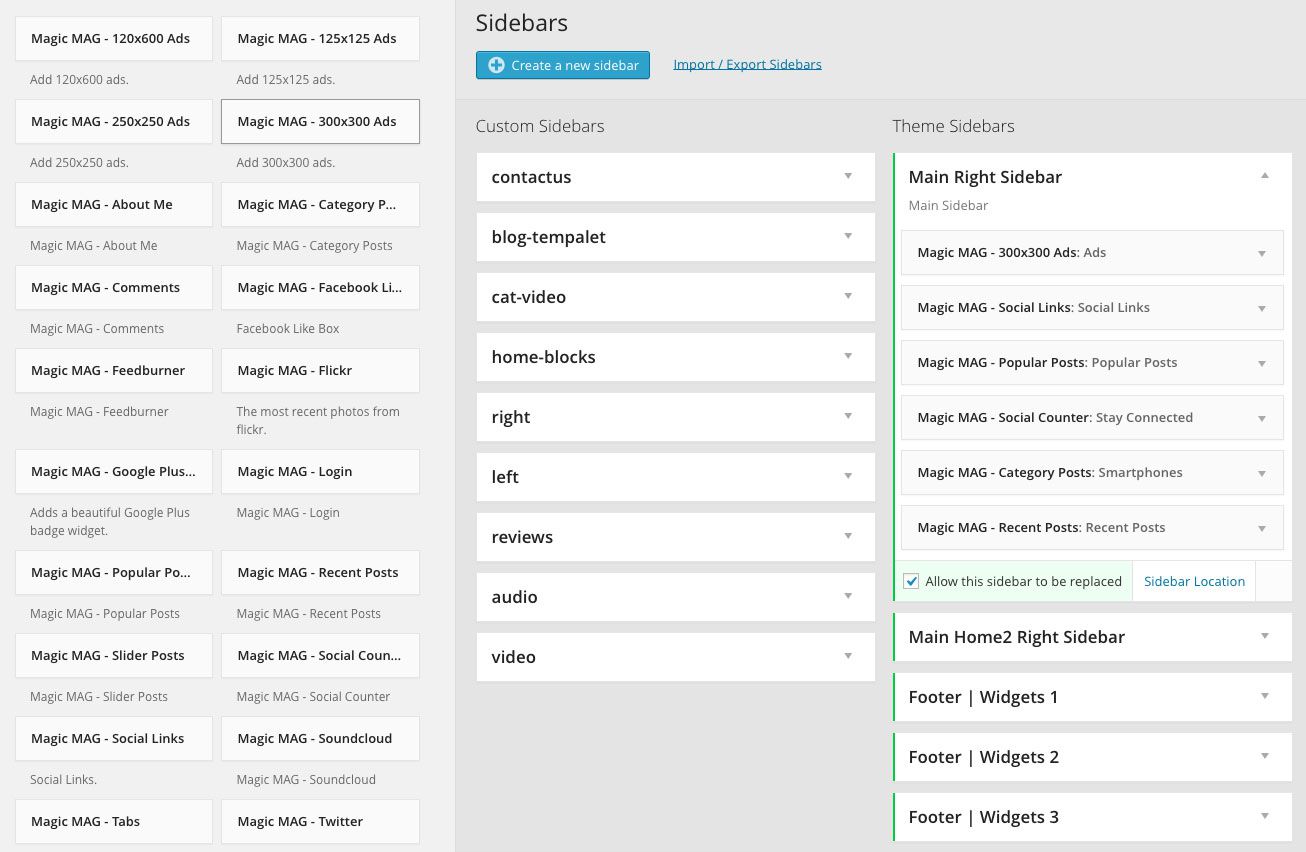 Magic MAG - 120x600 Ads
Magic MAG - 125x125 Ads
Add 120x600 ads.
Add 125x125 ads.
Magic MAG - 250x250 Ads
Magic MAG - 300x300 Ads
Add 250x250 ads.
Add 300x300 ads.
Magic MAG - About Me
Magic MAG - Category P...
Magic MAG - About Me
Magic MAG - Category Posts
Magic MAG - Comments
Magic MAG - Facebook Li...
Magic MAG - Comments
Facebook Like Box
Magic MAG - Feedburner
Magic MAG - Flickr
Magic MAG - Feedburner
The most recent photos from
flickr.
Magic MAG - Google Plus...
Magic MAG - Login
Adds a beautiful Google Plus
badge widget.
Magic MAG - Login
Magic MAG - Popular Po...
Magic MAG - Recent Posts
Magic MAG - Popular Posts
Magic MAG - Recent Posts
Magic MAG - Slider Posts
Magic MAG - Social Coun...
Magic MAG - Slider Posts
Magic MAG - Social Counter
Magic MAG - Social Links
Magic MAG - Soundcloud
Social Links.
Magic MAG - Soundcloud
Magic MAG - Tabs
Magic MAG - Twitter
Sidebars
Create a new sidebar
Import / Export Sidebars
Custom Sidebars
contactus
blog-tempalet
cat-video
home-blocks
right
left
reviews
audio
video
Theme Sidebars
Main Right Sidebar
Main Sidebar
Magic MAG - 300x300 Ads: Ads
Magic MAG - Social Links: Social Links
Magic MAG - Popular Posts: Popular Posts
Magic MAG - Social Counter: Stay Connected
Magic MAG - Category Posts: Smartphones
Magic MAG - Recent Posts: Recent Posts
Allow this sidebar to be replaced
Sidebar Location
Main Home2 Right Sidebar
Footer | Widgets 1
Footer | Widgets 2
Footer | Widgets 3